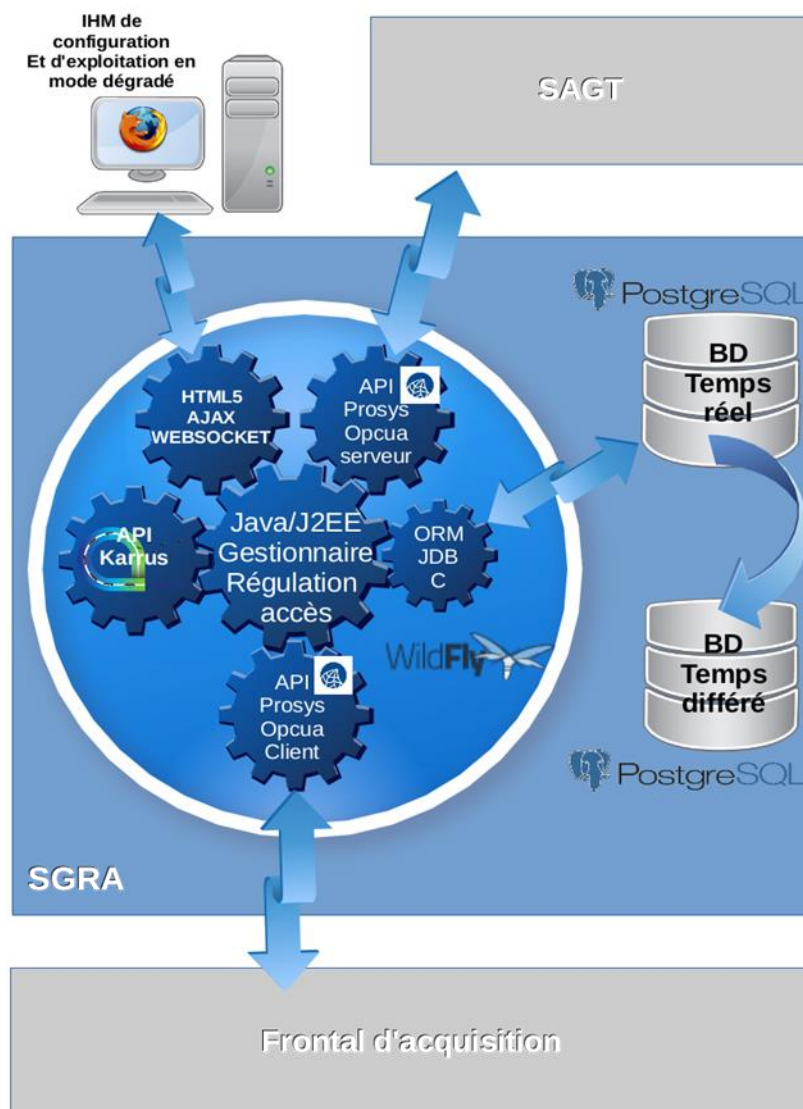 IHM de
configuration
Et d'exploitation en
mode dégradé
SAGT
PostgreSQL
BD
Temps
réel
HTML5
AJAX
WEBSOCKET
API
Prosys
Opcua
serveur
API
Karrus
Java/J2EE
Gestionnaire
Régulation
accès
ORM
JDB
C
WildFly
API
Prosys
Opcua
Client
BD
Temps
différé
PostgreSQL
SGRA
Frontal d'acquisition